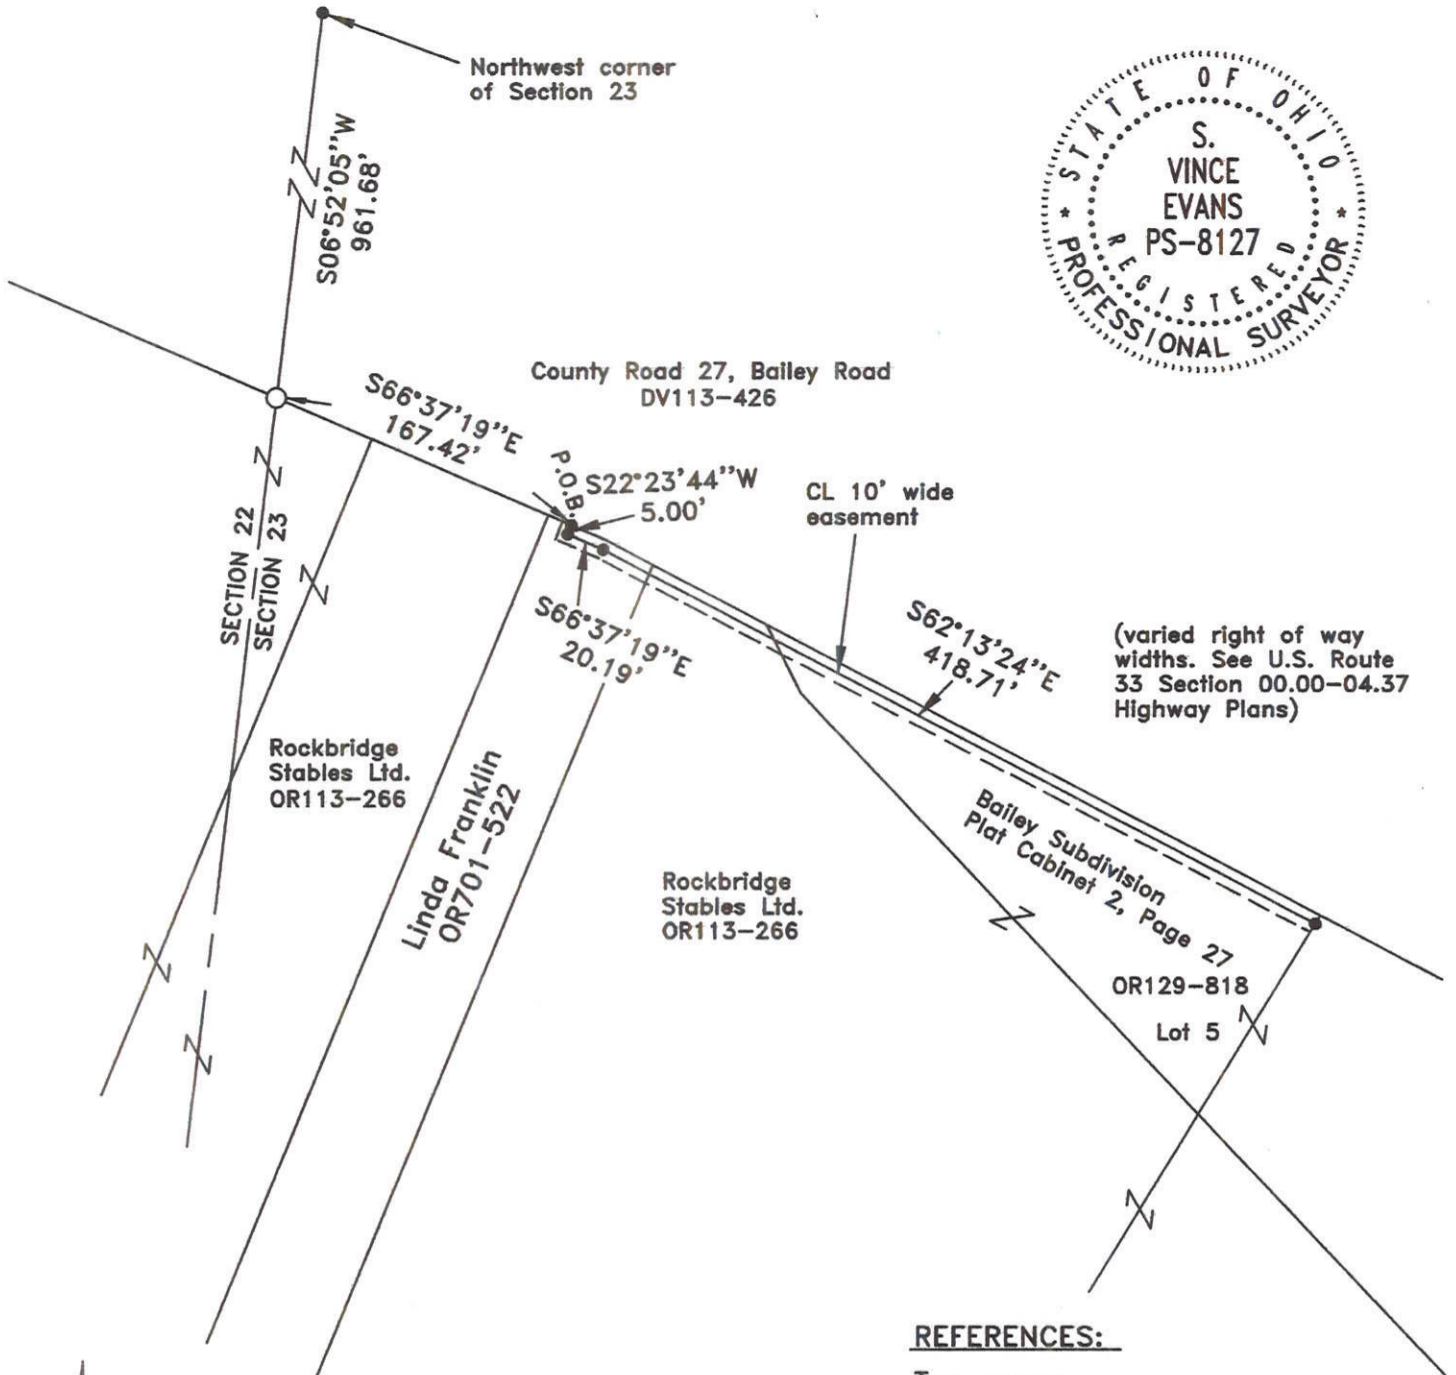 Northwest corner
of Section 23
S06°52'05"W
961.68'
STATE OF OHIO
S.
VINCE
EVANS
PS-8127
REGISTERED
* PROFESSIONAL SURVEYOR *
County Road 27, Bailey Road
DV113-426
S66°37'19"E
167.42'
P.O.B.
S22°23'44"W
5.00'
CL 10' wide
easement
SECTION 22
SECTION 23
S66°37'19"E
20.19'
S62°13'24"E
418.71'
(varied right of way
widths. See U.S. Route
33 Section 00.00-04.37
Highway Plans)
Rockbridge
Stables Ltd.
OR113-266
Linda Franklin
OR701-522
Rockbridge
Stables Ltd.
OR113-266
Bailey Subdivision
Plat Cabinet 2, Page 27
OR129-818
Lot 5
REFERENCES: